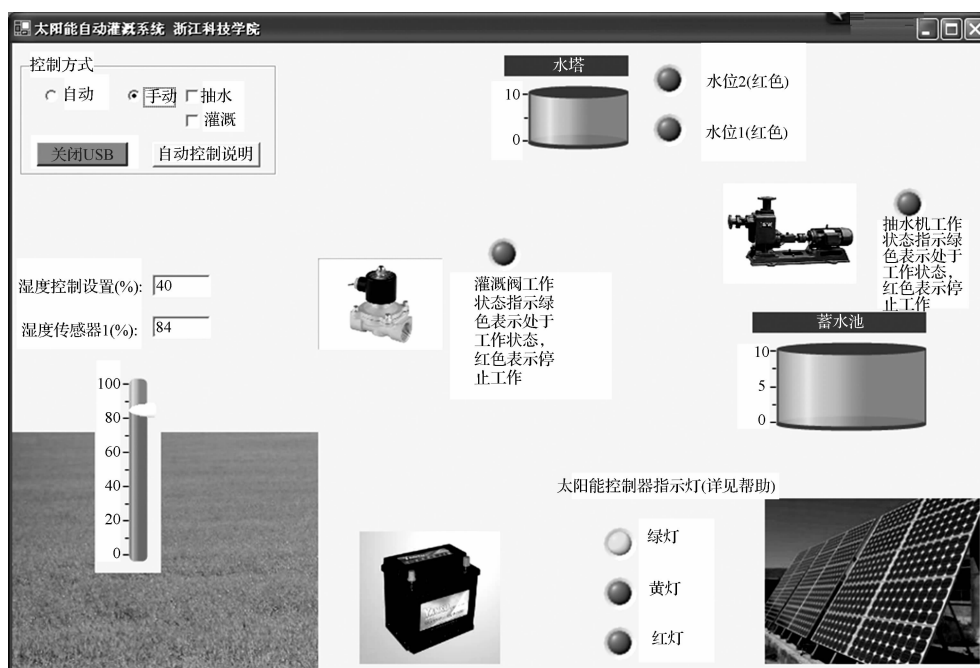 太阳能自动灌溉系统 浙江科技学院
控制方式
自动
手动
抽水
灌溉
关闭USB
自动控制说明
水塔
10
0
水位2(红色)
水位1(红色)
抽水机工作
状态指示绿
色表示处于
工作状态,
红色表示停
止工作
湿度控制设置(%):
40
湿度传感器1(%):
84
灌溉阀工作
状态指示绿
色表示处于
工作状态,
红色表示停
止工作
蓄水池
10
5
0
100
80
60
40
20
0
太阳能控制器指示灯(详见帮助)
绿灯
黄灯
红灯